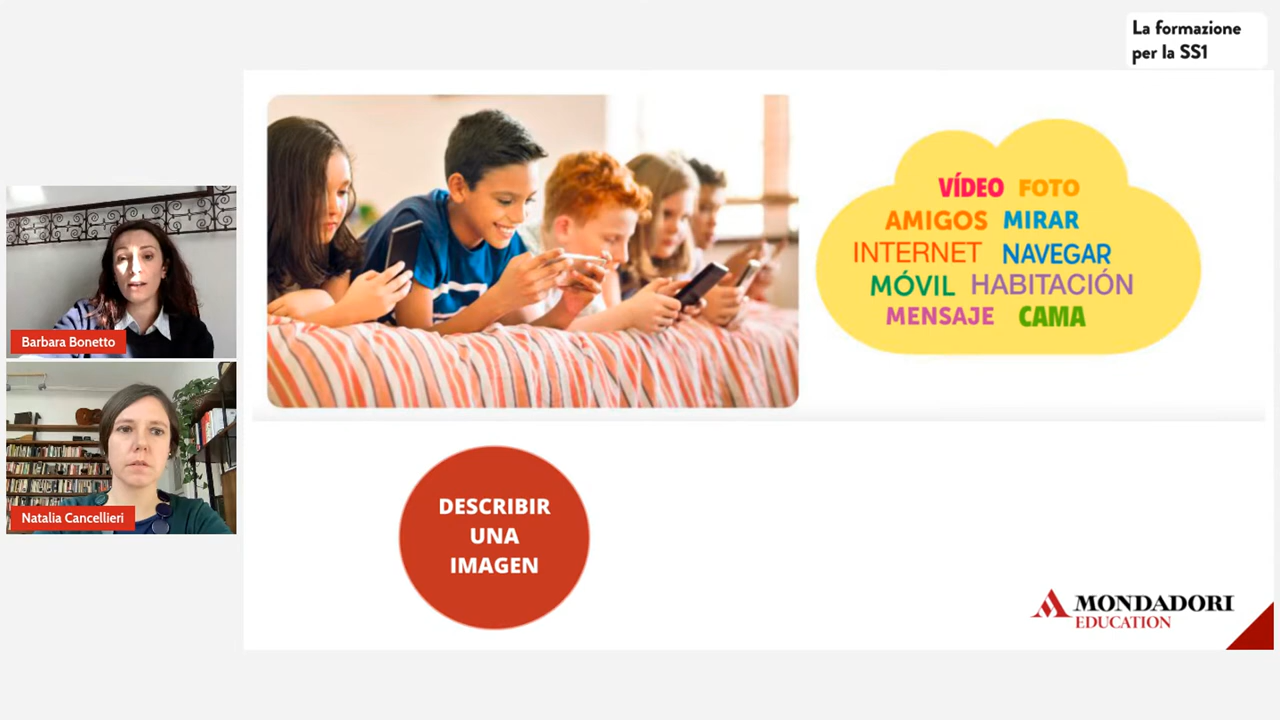 La formazione
per la SS1
Barbara Bonetto
Natalia Cancellieri
VÍDEO FOTO
AMIGOS MIRAR
INTERNET NAVEGAR
MÓVIL HABITACIÓN
MENSAJE CAMA
DESCRIBIR
UNA
IMAGEN
MONDADORI
EDUCATION